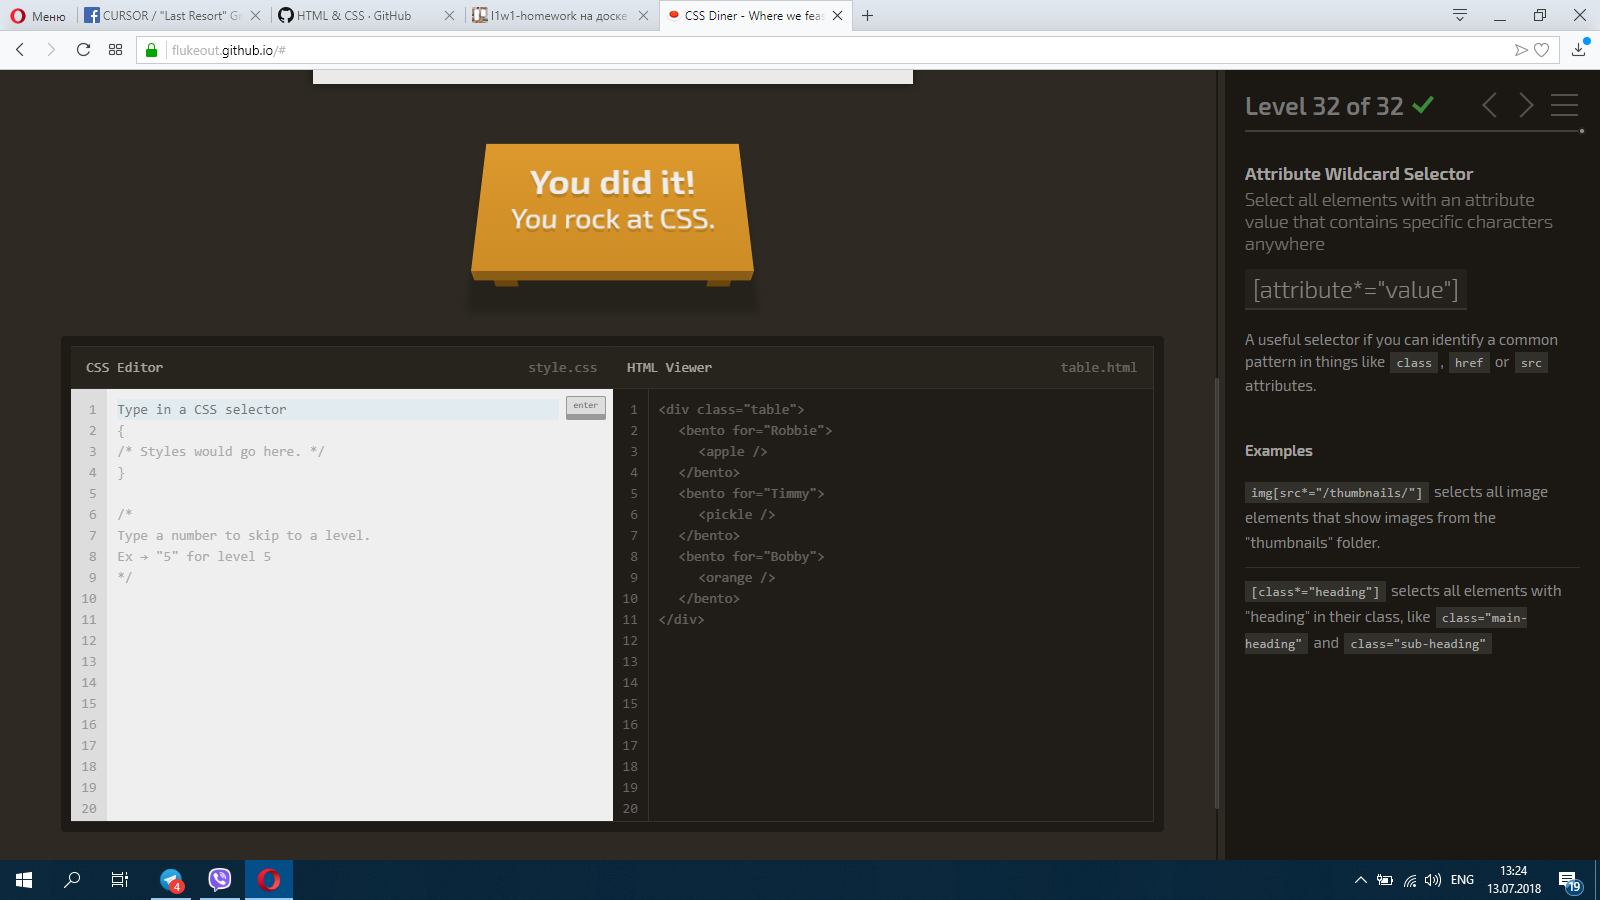 Меню
CURSOR / "Last Resort" Gr
HTML & CSS · GitHub
l1w1-homework на доске
CSS Diner - Where we feas
flukeout.github.io/#
You did it!
You rock at CSS.
CSS Editor
style.css
1 Type in a CSS selector
enter
2 {
3 /* Styles would go here. */
4 }
5
6 /*
7 Type a number to skip to a level.
8 Ex → "5" for level 5
9 */
10
11
12
13
14
15
16
17
18
19
20
HTML Viewer
table.html
1 <div class="table">
2 <bento for="Robbie">
3 <apple />
4 </bento>
5 <bento for="Timmy">
6 <pickle />
7 </bento>
8 <bento for="Bobby">
9 <orange />
10 </bento>
11 </div>
12
13
14
15
16
17
18
19
20
Level 32 of 32
Attribute Wildcard Selector
Select all elements with an attribute
value that contains specific characters
anywhere
[attribute*="value"]
A useful selector if you can identify a common
pattern in things like class , href or src
attributes.
Examples
img[src*="/thumbnails/"] selects all image
elements that show images from the
"thumbnails" folder.
[class*="heading"] selects all elements with
"heading" in their class, like class="main-
heading" and class="sub-heading"
4
ENG
13:24
13.07.2018
19